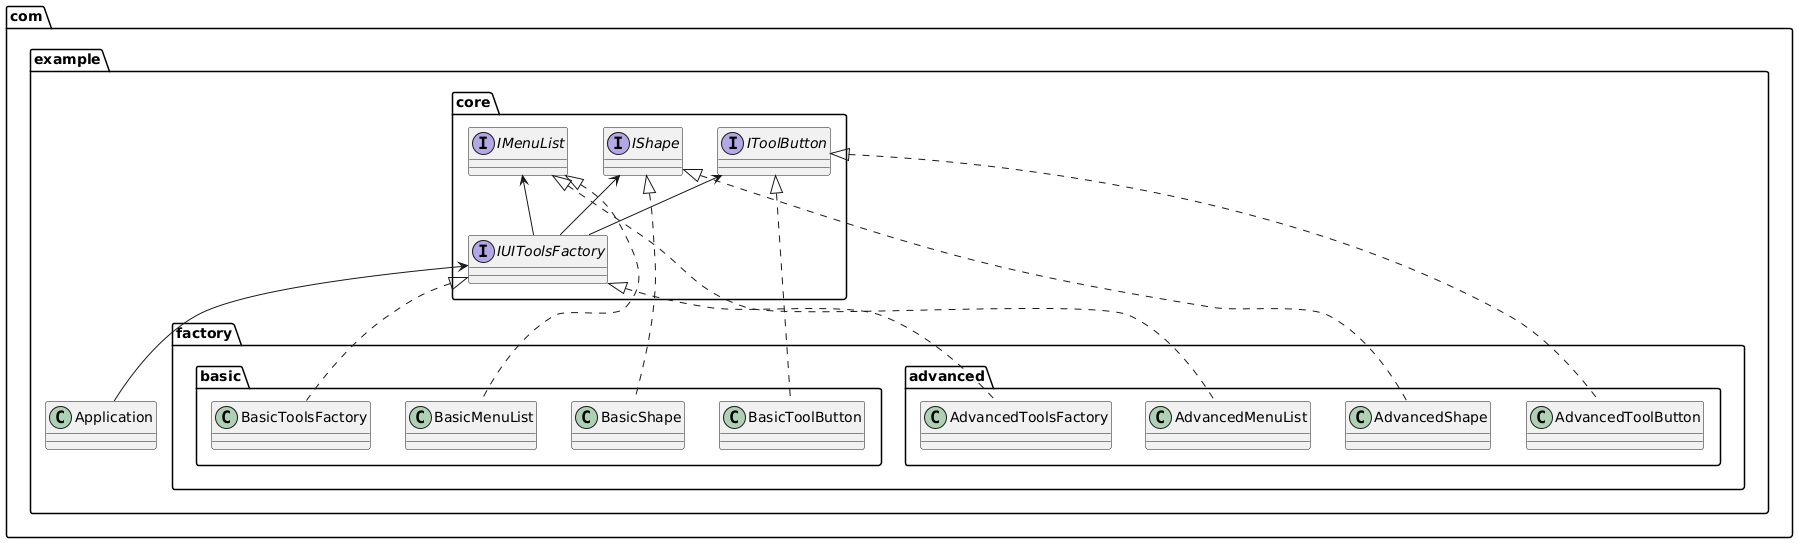 com
example
core
I IMenuList
I IShape
I IToolButton
I IUIToolsFactory
factory
basic
advanced
C Application
C BasicToolsFactory
C BasicMenuList
C BasicShape
C BasicToolButton
C AdvancedToolsFactory
C AdvancedMenuList
C AdvancedShape
C AdvancedToolButton